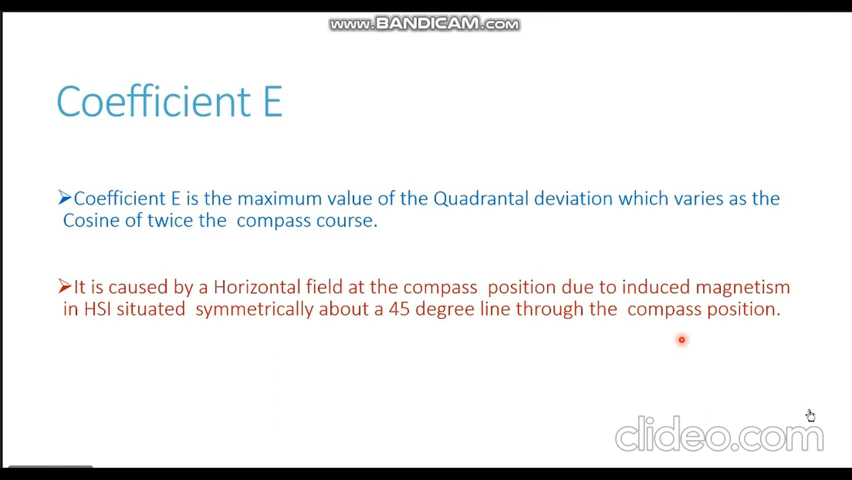 www.BANDICAM.com
Coefficient E
➢Coefficient E is the maximum value of the Quadrantal deviation which varies as the
Cosine of twice the compass course.
➢It is caused by a Horizontal field at the compass position due to induced magnetism
in HSI situated symmetrically about a 45 degree line through the compass position.
clideo.com